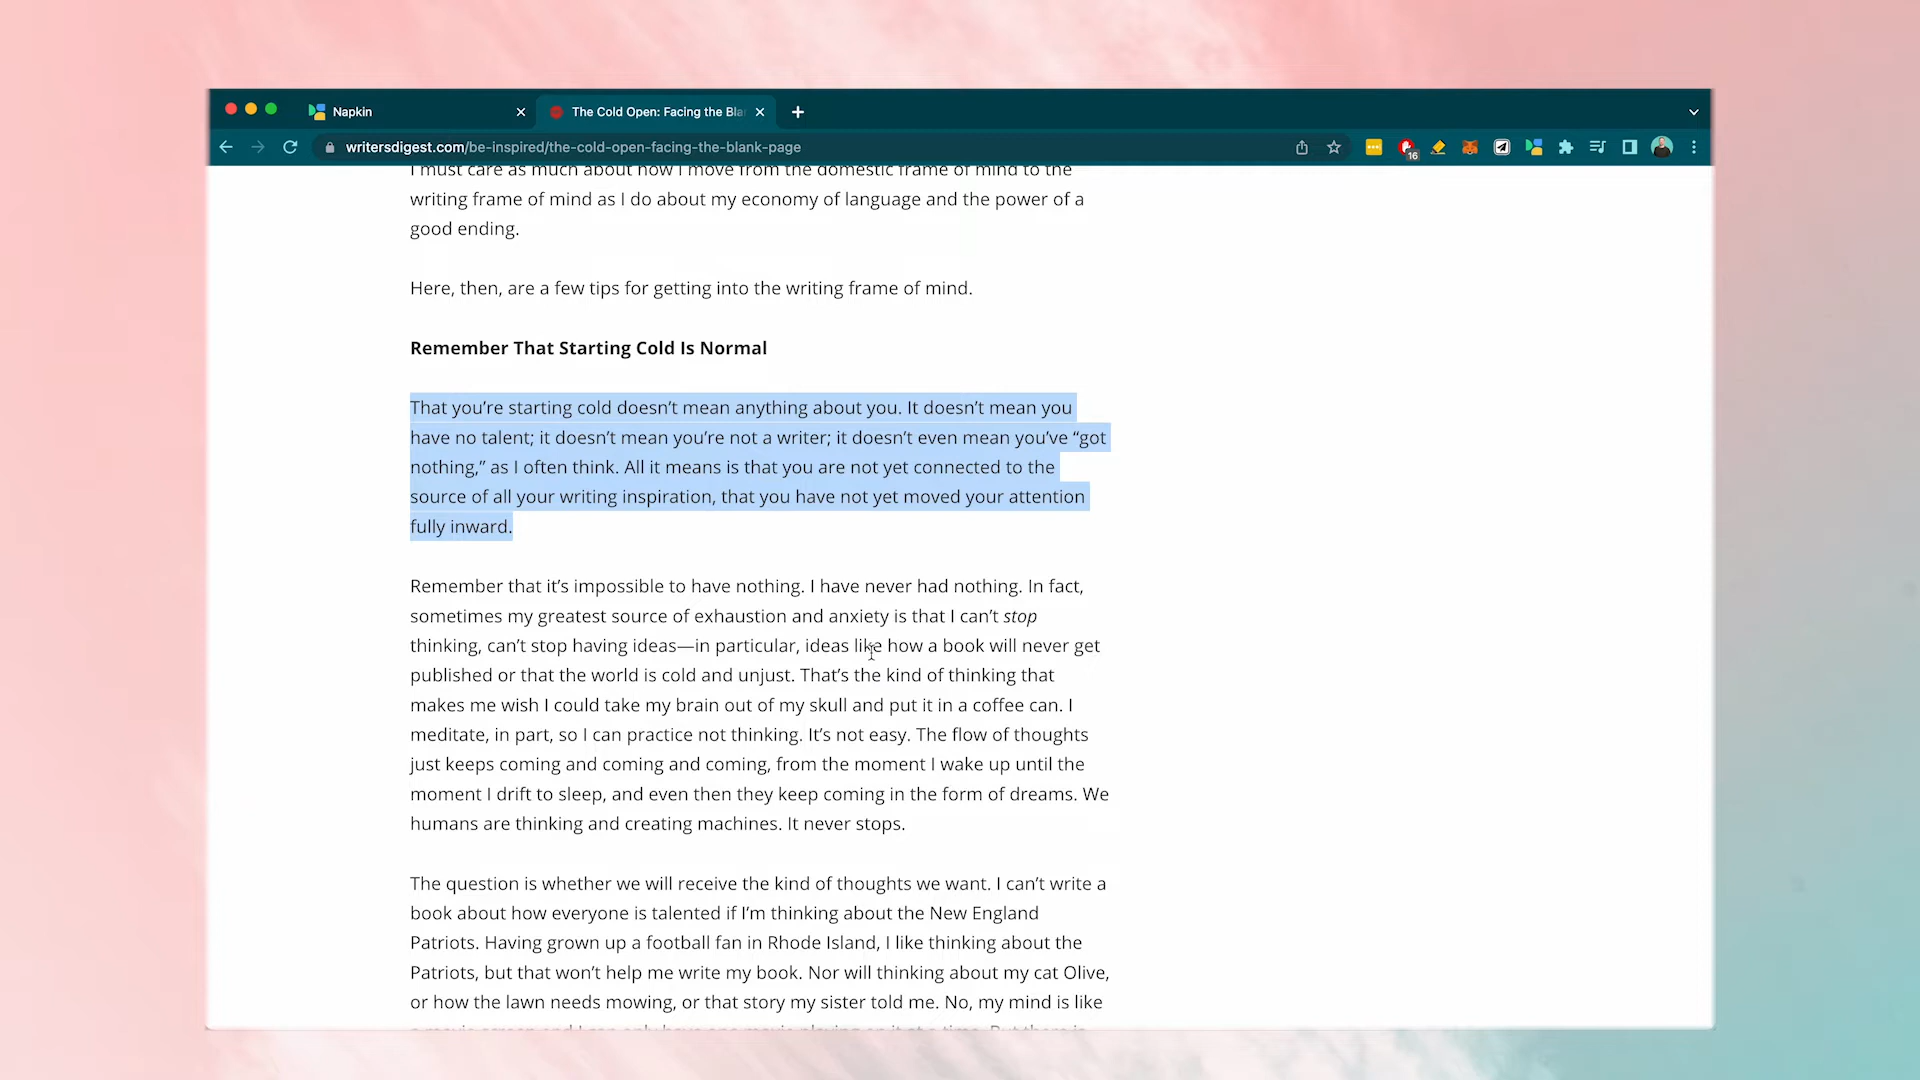 Napkin
The Cold Open: Facing the Bla
writersdigest.com/be-inspired/the-cold-open-facing-the-blank-page
16
I must care as much about how I move from the domestic frame of mind to the
writing frame of mind as I do about my economy of language and the power of a
good ending.
Here, then, are a few tips for getting into the writing frame of mind.
Remember That Starting Cold Is Normal
That you’re starting cold doesn’t mean anything about you. It doesn’t mean you
have no talent; it doesn’t mean you’re not a writer; it doesn’t even mean you’ve “got
nothing,” as I often think. All it means is that you are not yet connected to the
source of all your writing inspiration, that you have not yet moved your attention
fully inward.
Remember that it’s impossible to have nothing. I have never had nothing. In fact,
sometimes my greatest source of exhaustion and anxiety is that I can’t stop
thinking, can’t stop having ideas—in particular, ideas like how a book will never get
published or that the world is cold and unjust. That’s the kind of thinking that
makes me wish I could take my brain out of my skull and put it in a coffee can. I
meditate, in part, so I can practice not thinking. It’s not easy. The flow of thoughts
just keeps coming and coming and coming, from the moment I wake up until the
moment I drift to sleep, and even then they keep coming in the form of dreams. We
humans are thinking and creating machines. It never stops.
The question is whether we will receive the kind of thoughts we want. I can’t write a
book about how everyone is talented if I’m thinking about the New England
Patriots. Having grown up a football fan in Rhode Island, I like thinking about the
Patriots, but that won’t help me write my book. Nor will thinking about my cat Olive,
or how the lawn needs mowing, or that story my sister told me. No, my mind is like